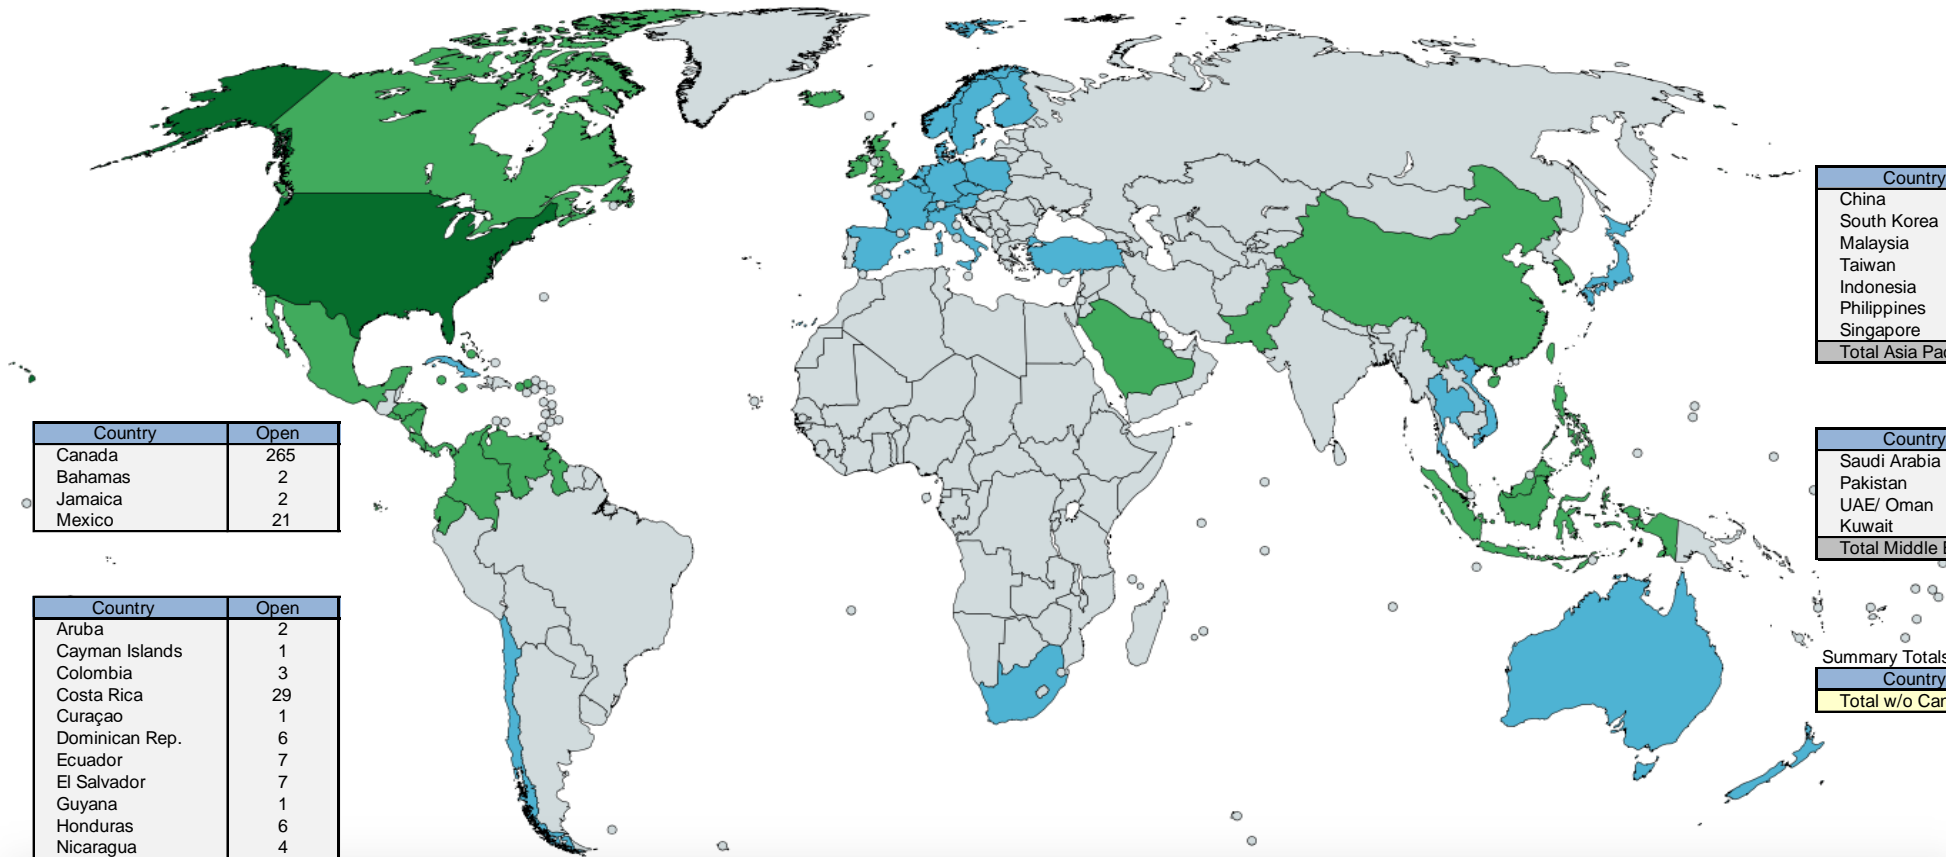 Country Open
Canada 265
Bahamas 2
Jamaica 2
Mexico 21
Country Open
Aruba 2
Cayman Islands 1
Colombia 3
Costa Rica 29
Curaçao 1
Dominican Rep. 6
Ecuador 7
El Salvador 7
Guyana 1
Honduras 6
Nicaragua 4
Country
China
South Korea
Malaysia
Taiwan
Indonesia
Philippines
Singapore
Total Asia Pac
Country
Saudi Arabia
Pakistan
UAE/ Oman
Kuwait
Total Middle E
Summary Totals
Country
Total w/o Can